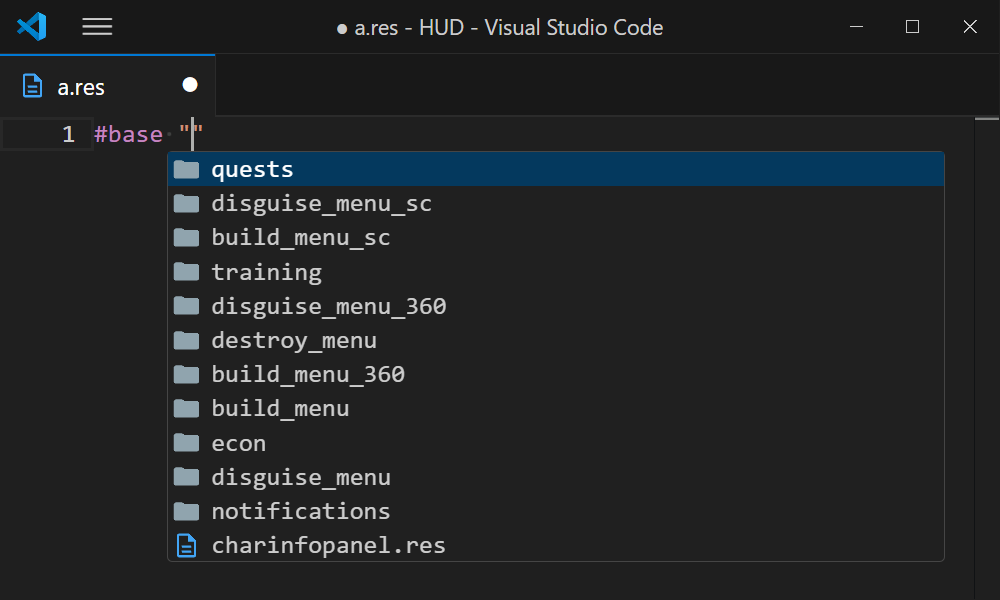 ● a.res - HUD - Visual Studio Code
a.res
1 #base ""
quests
disguise_menu_sc
build_menu_sc
training
disguise_menu_360
destroy_menu
build_menu_360
build_menu
econ
disguise_menu
notifications
charinfopanel.res